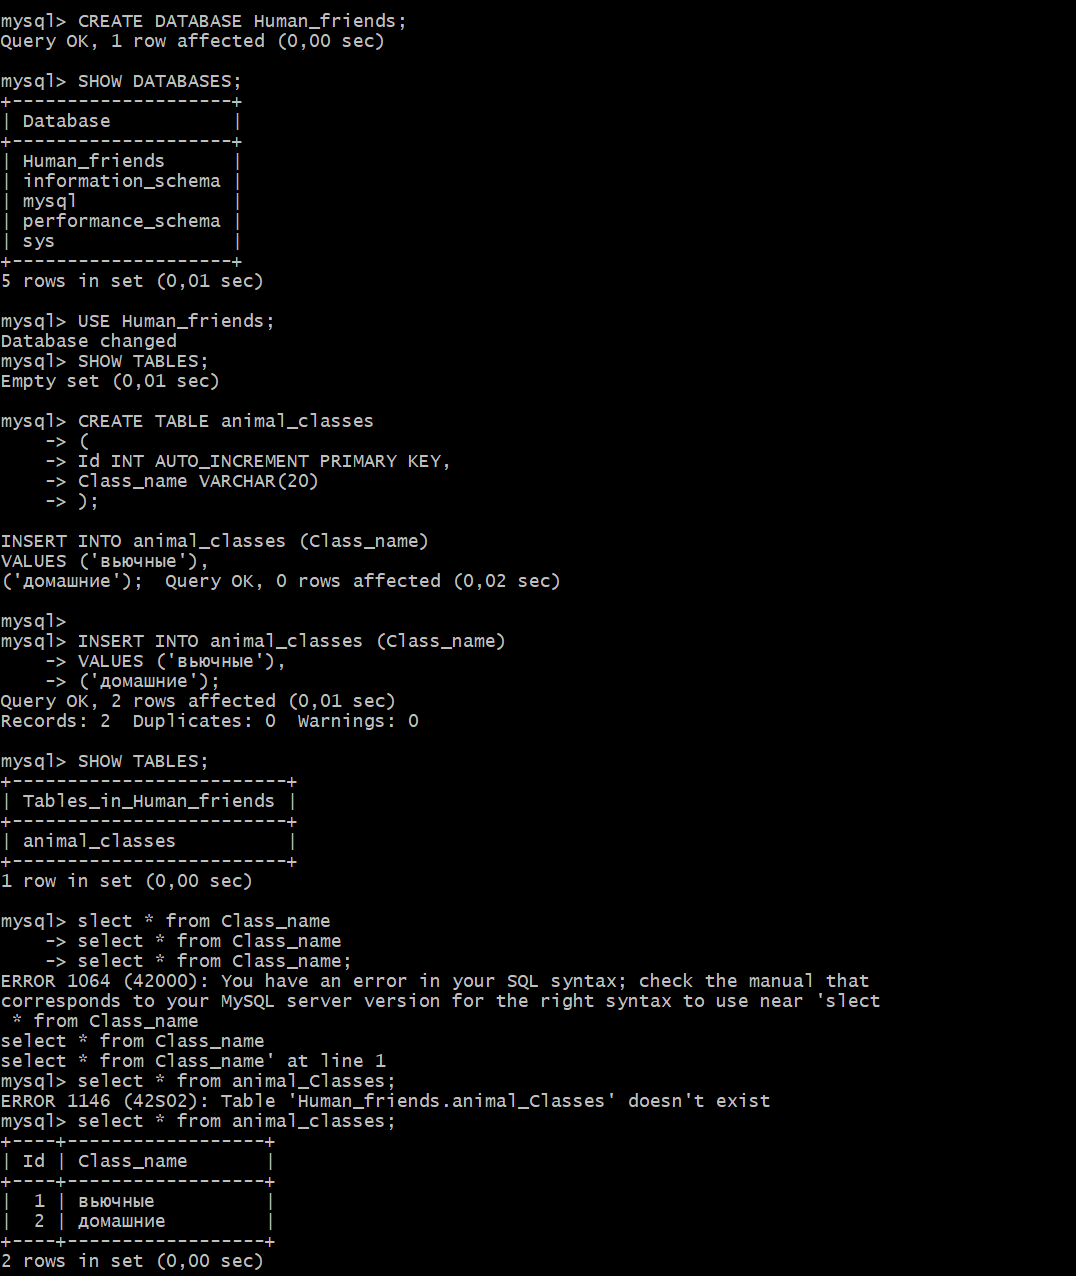 mysql> CREATE DATABASE Human_friends;
Query OK, 1 row affected (0,00 sec)

mysql> SHOW DATABASES;
+--------------------+
| Database           |
+--------------------+
| Human_friends      |
| information_schema |
| mysql              |
| performance_schema |
| sys                |
+--------------------+
5 rows in set (0,01 sec)

mysql> USE Human_friends;
Database changed
mysql> SHOW TABLES;
Empty set (0,01 sec)

mysql> CREATE TABLE animal_classes
    -> (
    -> Id INT AUTO_INCREMENT PRIMARY KEY,
    -> Class_name VARCHAR(20)
    -> );

INSERT INTO animal_classes (Class_name)
VALUES ('вьючные'),
('домашние');  Query OK, 0 rows affected (0,02 sec)

mysql>
mysql> INSERT INTO animal_classes (Class_name)
    -> VALUES ('вьючные'),
    -> ('домашние');
Query OK, 2 rows affected (0,01 sec)
Records: 2  Duplicates: 0  Warnings: 0

mysql> SHOW TABLES;
+-------------------------+
| Tables_in_Human_friends |
+-------------------------+
| animal_classes          |
+-------------------------+
1 row in set (0,00 sec)

mysql> slect * from Class_name
    -> select * from Class_name
    -> select * from Class_name;
ERROR 1064 (42000): You have an error in your SQL syntax; check the manual that
corresponds to your MySQL server version for the right syntax to use near 'slect
 * from Class_name
select * from Class_name
select * from Class_name' at line 1
mysql> select * from animal_Classes;
ERROR 1146 (42S02): Table 'Human_friends.animal_Classes' doesn't exist
mysql> select * from animal_classes;
+----+------------------+
| Id | Class_name       |
+----+------------------+
|  1 | вьючные          |
|  2 | домашние         |
+----+------------------+
2 rows in set (0,00 sec)